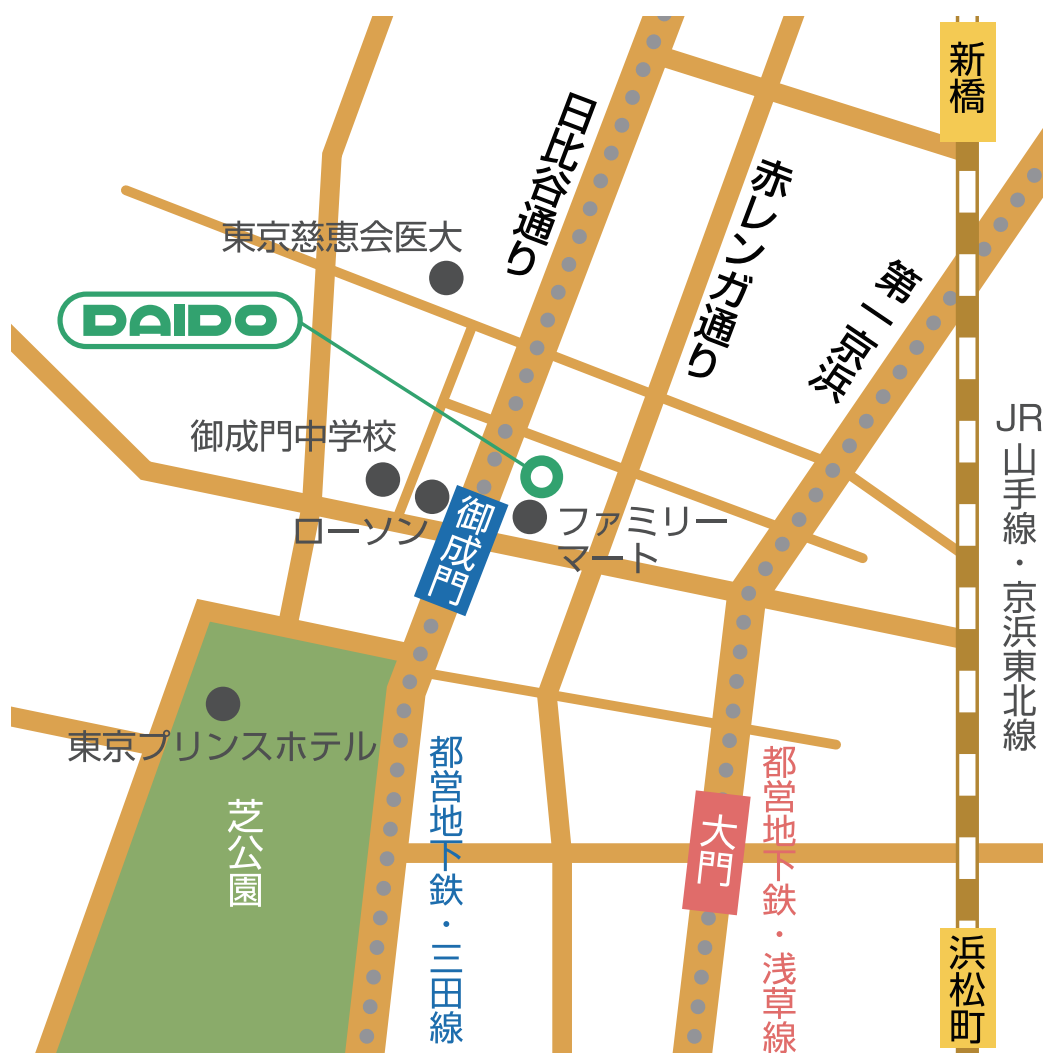 新橋
日比谷通り
赤レンガ通り
東京慈恵会医大
第一京浜
DAIDO
御成門中学校
JR山手線・京浜東北線
ローソン
御成門
ファミリー
マート
東京プリンスホテル
都営地下鉄・三田線
都営地下鉄・浅草線
芝公園
大門
浜松町